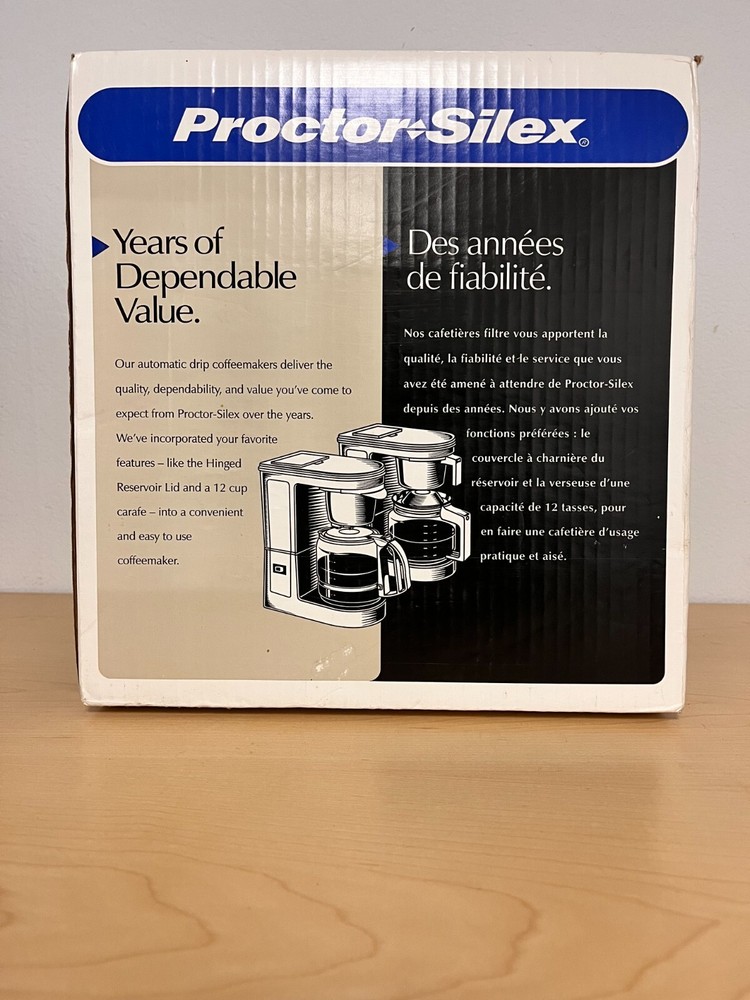 Proctor-Silex®
Years of
Dependable
Value.
Our automatic drip coffeemakers deliver the
quality, dependability, and value you've come to
expect from Proctor-Silex over the years.
We've incorporated your favorite
features – like the Hinged
Reservoir Lid and a 12 cup
carafe – into a convenient
and easy to use
coffeemaker.
Des années
de fiabilité.
Nos cafetières filtre vous apportent la
qualité, la fiabilité et le service que vous
avez été amené à attendre de Proctor-Silex
depuis des années. Nous y avons ajouté vos
fonctions préférées : le
couvercle à charnière du
réservoir et la verseuse d'une
capacité de 12 tasses, pour
en faire une cafetière d'usage
pratique et aisé.